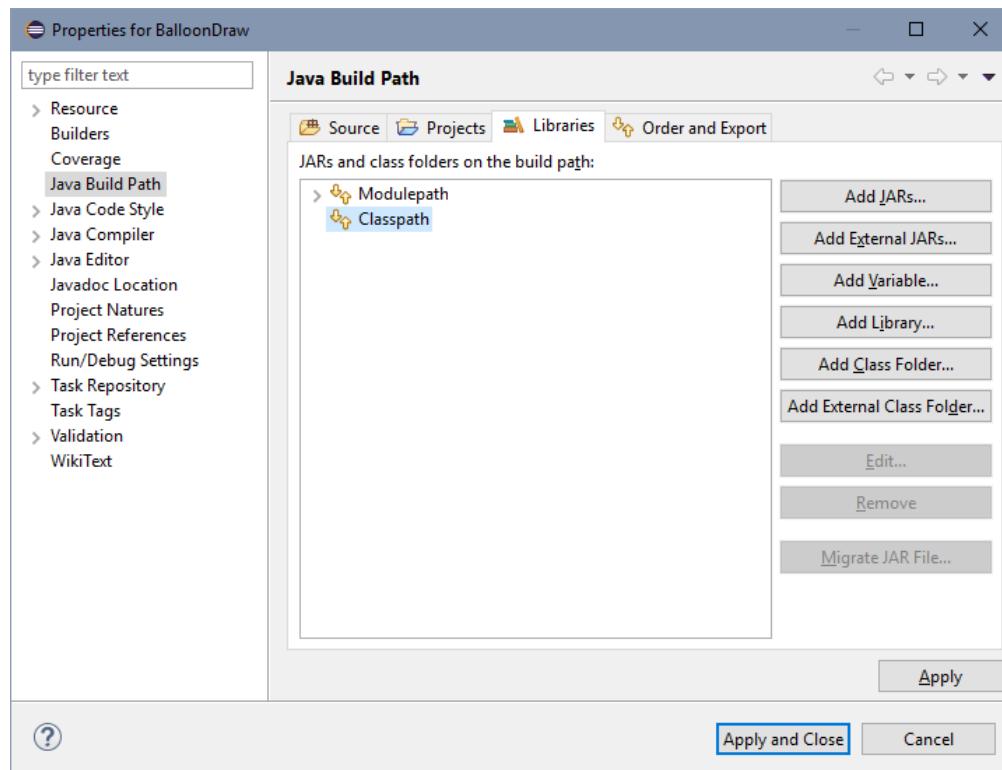 Properties for BalloonDraw
type filter text
Resource
Builders
Coverage
Java Build Path
Java Code Style
Java Compiler
Java Editor
Javadoc Location
Project Natures
Project References
Run/Debug Settings
Task Repository
Task Tags
Validation
WikiText
Java Build Path
Source Projects Libraries Order and Export
JARs and class folders on the build path:
Modulepath
Classpath
Add JARs...
Add External JARs...
Add Variable...
Add Library...
Add Class Folder...
Add External Class Folder...
Edit...
Remove
Migrate JAR File...
Apply
?
Apply and Close Cancel